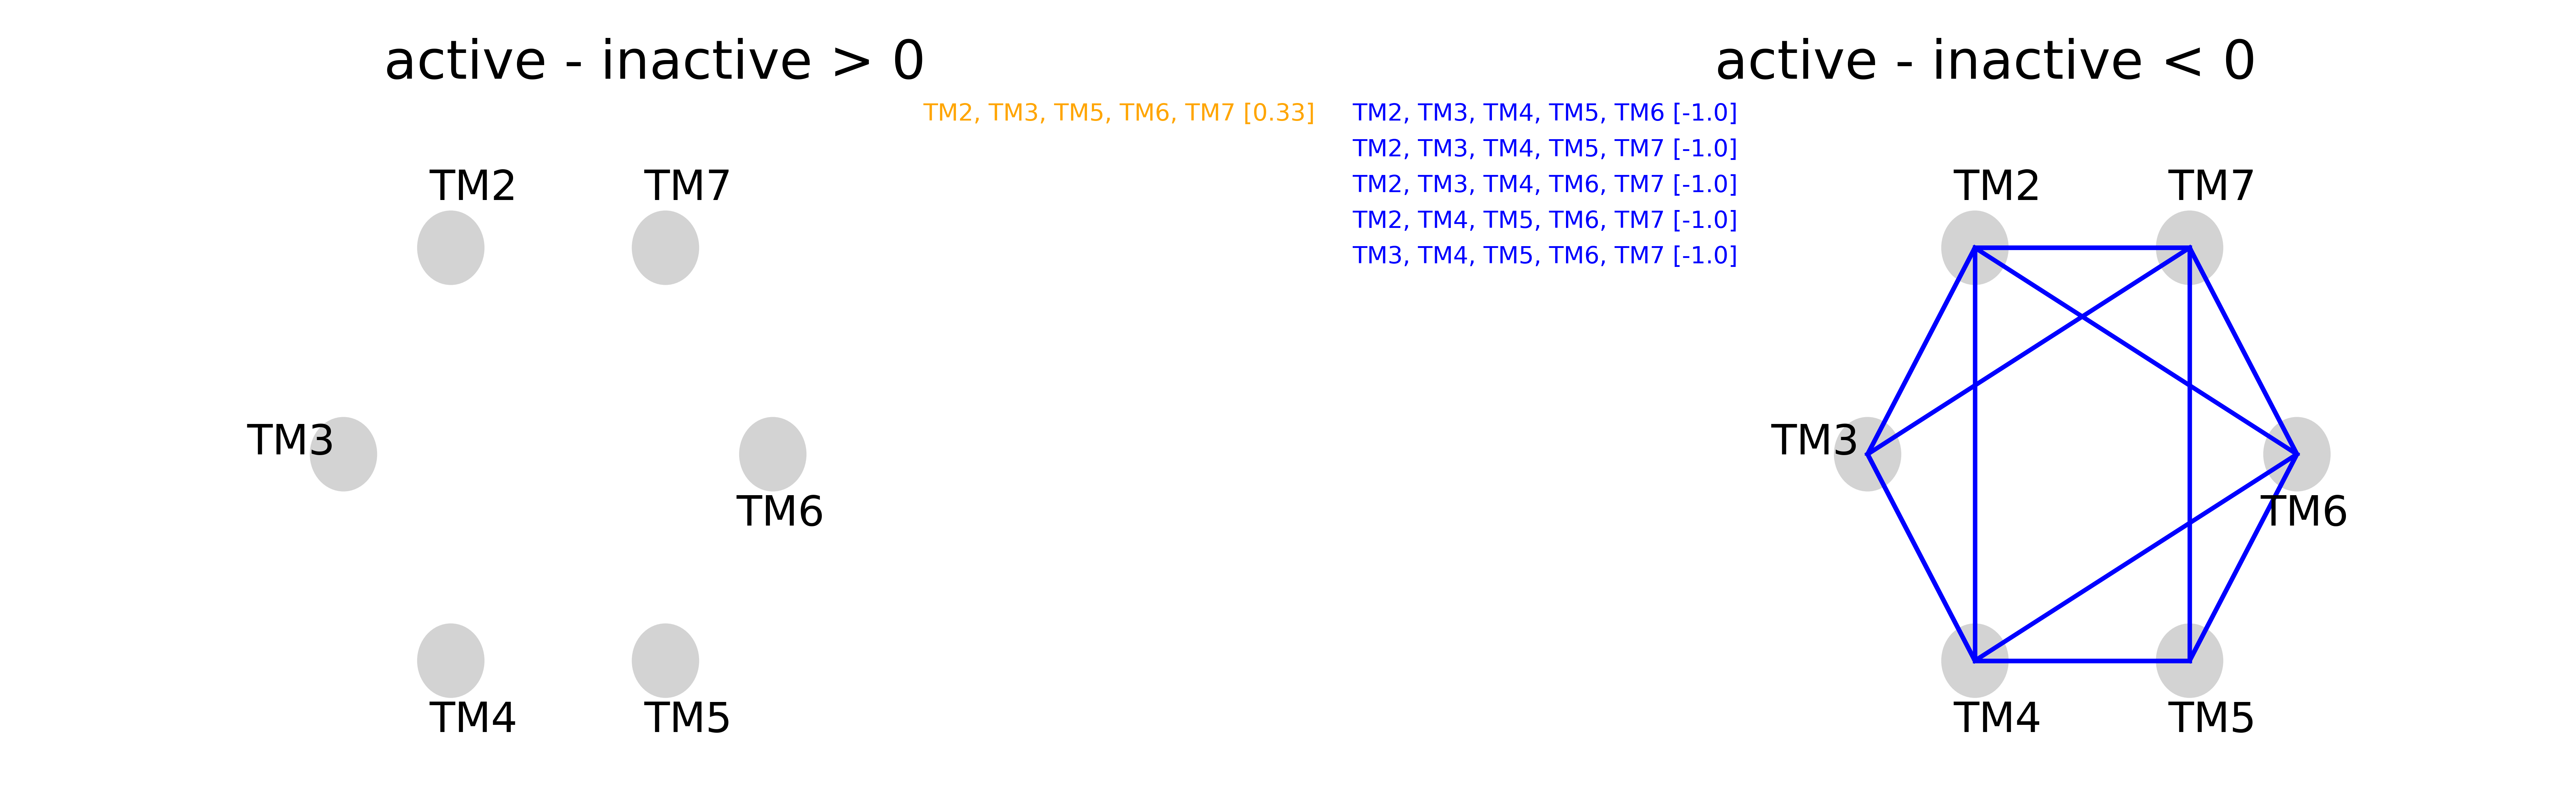 active - inactive > 0
TM2, TM3, TM5, TM6, TM7 [0.33]
TM2
TM7
TM3
TM6
TM4
TM5
active - inactive < 0
TM2, TM3, TM4, TM5, TM6 [-1.0]
TM2, TM3, TM4, TM5, TM7 [-1.0]
TM2, TM3, TM4, TM6, TM7 [-1.0]
TM2, TM4, TM5, TM6, TM7 [-1.0]
TM3, TM4, TM5, TM6, TM7 [-1.0]
TM2
TM7
TM3
TM6
TM4
TM5